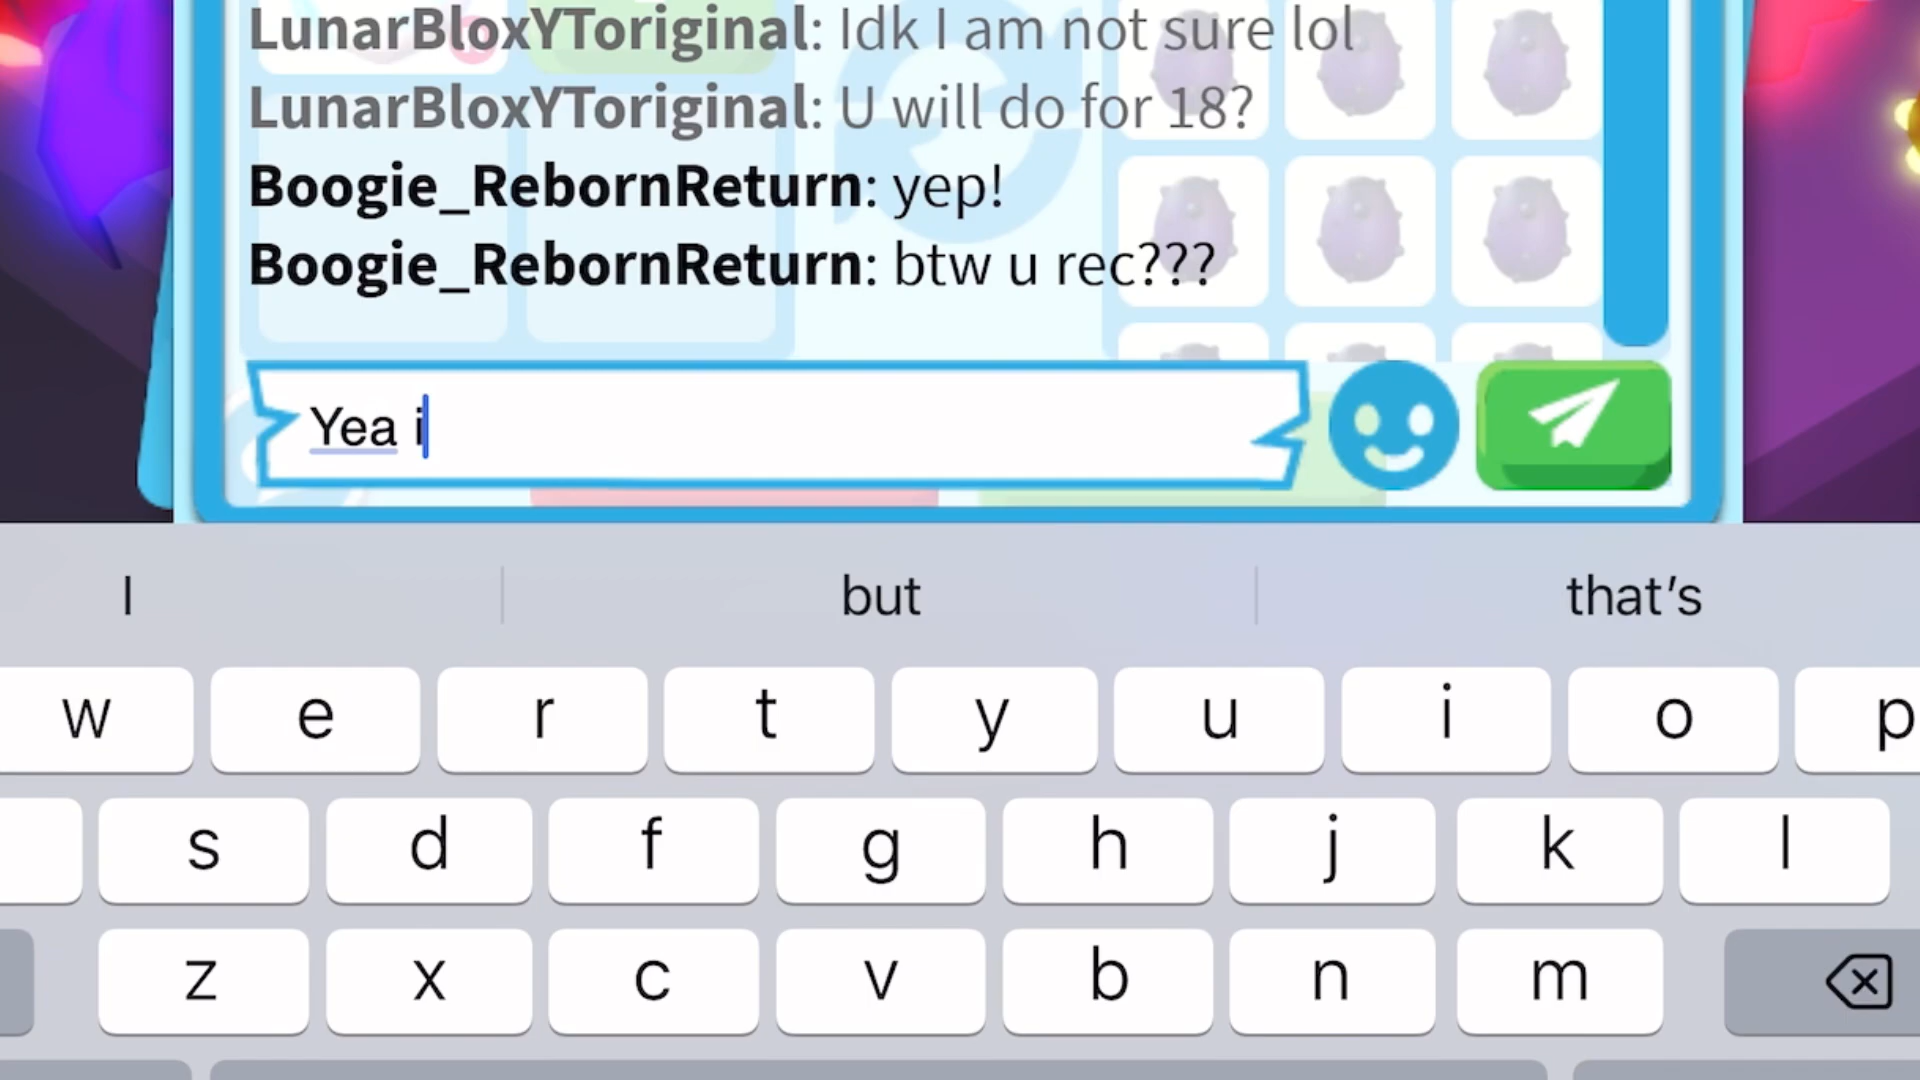 LunarBloxYToriginal: Idk I am not sure lol
LunarBloxYToriginal: U will do for 18?
Boogie_RebornReturn: yep!
Boogie_RebornReturn: btw u rec???
Yea i
I but that's
w e r t y u i o p
s d f g h j k l
z x c v b n m